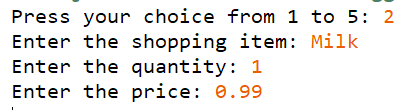 Press your choice from 1 to 5: 2
Enter the shopping item: Milk
Enter the quantity: 1
Enter the price: 0.99